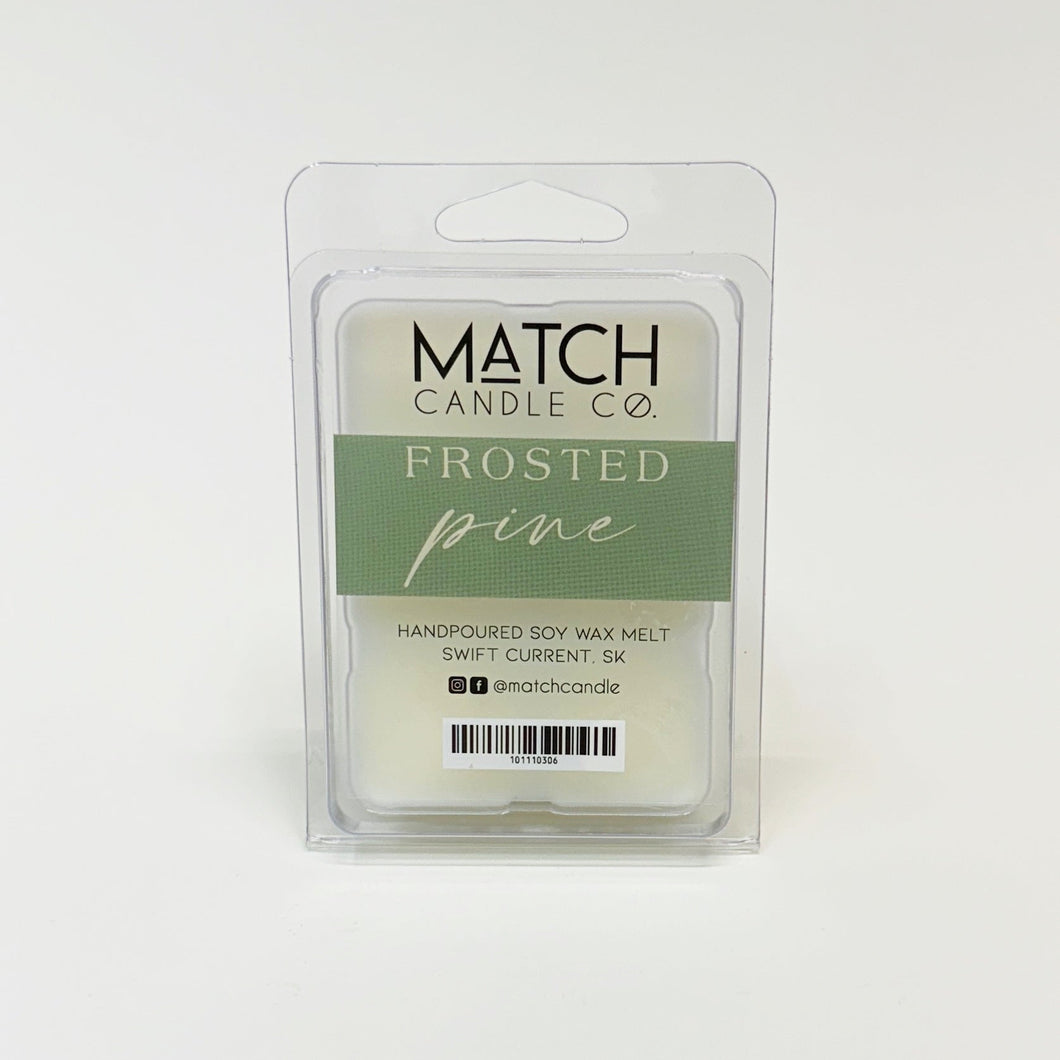 MATCH
CANDLE CO.
FROSTED
pine
HANDPOURED SOY WAX MELT
SWIFT CURRENT, SK
@matchcandle
101110306